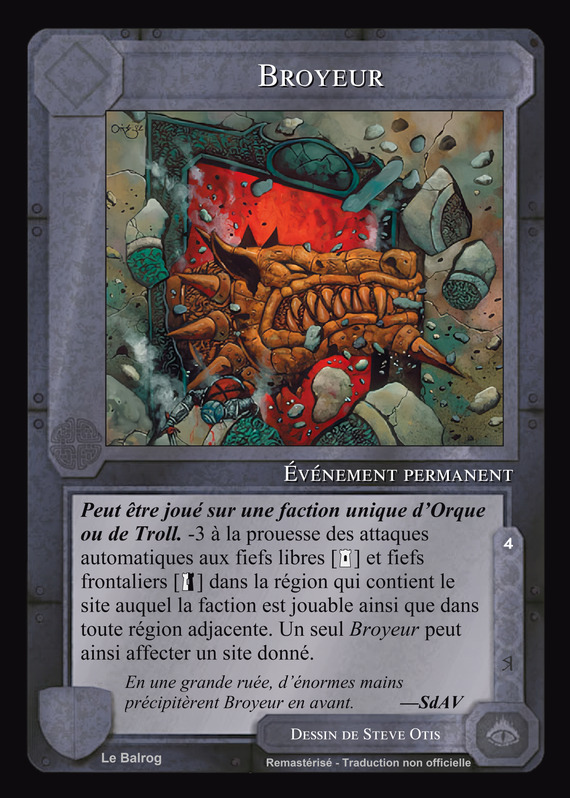 BROYEUR
ÉVÉNEMENT PERMANENT
Peut être joué sur une faction unique d'Orque
ou de Troll. -3 à la prouesse des attaques
automatiques aux fiefs libres [ ] et fiefs
frontaliers [ ] dans la région qui contient le
site auquel la faction est jouable ainsi que dans
toute région adjacente. Un seul Broyeur peut
ainsi affecter un site donné.
4
En une grande ruée, d'énormes mains
précipitèrent Broyeur en avant. —SdAV
DESSIN DE STEVE OTIS
Le Balrog
Remastérisé - Traduction non officielle